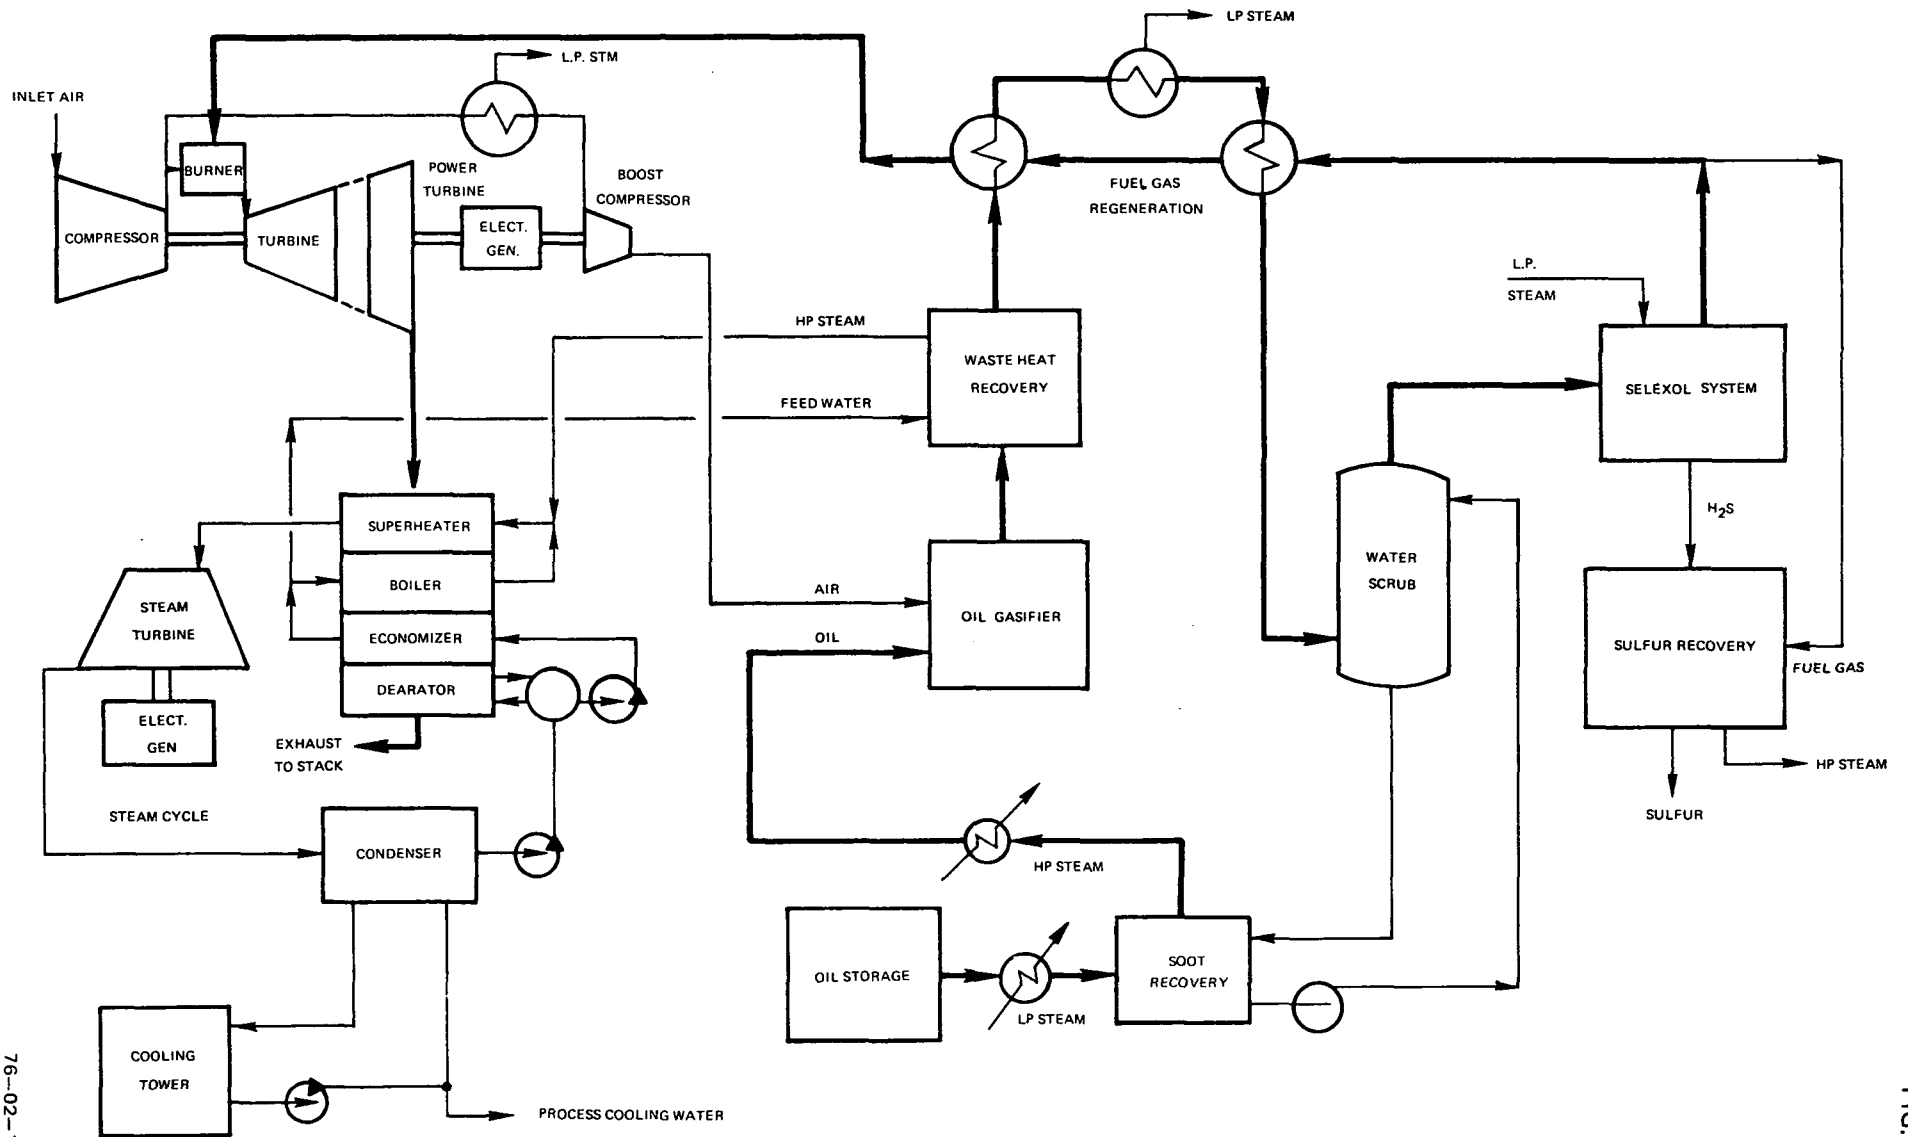 LP STEAM
L.P. STM
INLET AIR
BURNER
POWER
TURBINE
BOOST
COMPRESSOR
FUEL GAS
REGENERATION
COMPRESSOR
TURBINE
ELECT.
GEN.
L.P.
STEAM
HP STEAM
WASTE HEAT
RECOVERY
FEED WATER
SELEXOL SYSTEM
H2S
SUPERHEATER
BOILER
ECONOMIZER
DEARATOR
WATER
SCRUB
STEAM
TURBINE
AIR
OIL GASIFIER
OIL
SULFUR RECOVERY
FUEL GAS
ELECT.
GEN
EXHAUST
TO STACK
HP STEAM
SULFUR
STEAM CYCLE
CONDENSER
HP STEAM
OIL STORAGE
SOOT
RECOVERY
LP STEAM
COOLING
TOWER
PROCESS COOLING WATER
76-02-
FIG.